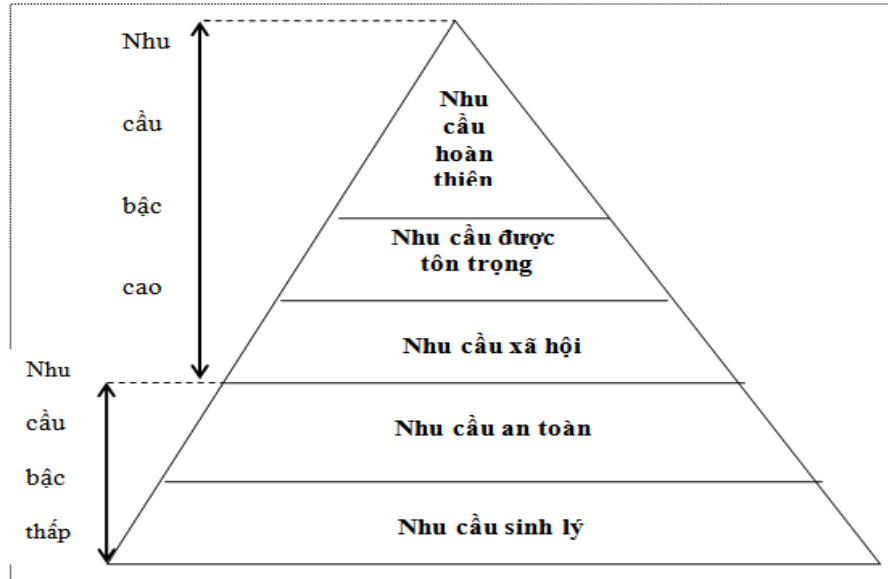 Nhu
cầu
bậc
cao
Nhu
cầu
hoàn
thiện
Nhu cầu được
tôn trọng
Nhu cầu xã hội
Nhu
cầu
bậc
thấp
Nhu cầu an toàn
Nhu cầu sinh lý